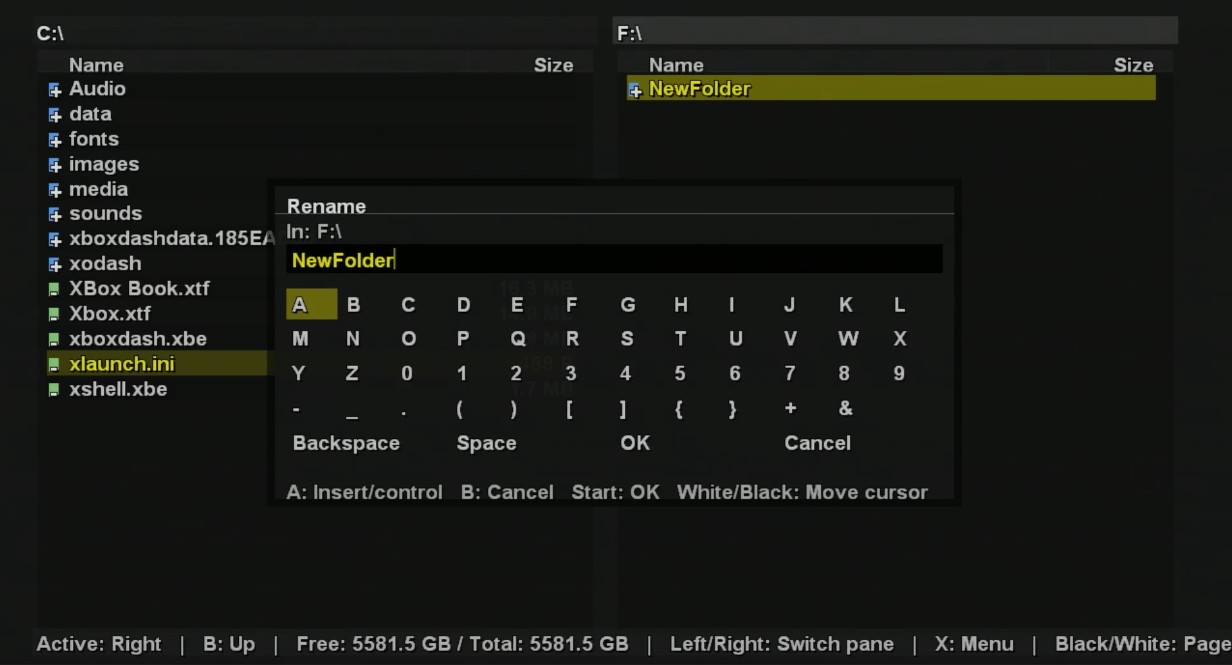 C:\
F:\
Name Size
Name Size
Audio
NewFolder
data
fonts
images
media
sounds
xboxdashdata.185EA
xodash
XBox Book.xtf
Xbox.xtf
xboxdash.xbe
xlaunch.ini
xshell.xbe
Rename
In: F:\
NewFolder
A B C D E F G H I J K L
M N O P Q R S T U V W X
Y Z 0 1 2 3 4 5 6 7 8 9
- _ . ( ) [ ] { } + &
Backspace Space OK Cancel
A: Insert/control B: Cancel Start: OK White/Black: Move cursor
Active: Right | B: Up | Free: 5581.5 GB / Total: 5581.5 GB | Left/Right: Switch pane | X: Menu | Black/White: Page